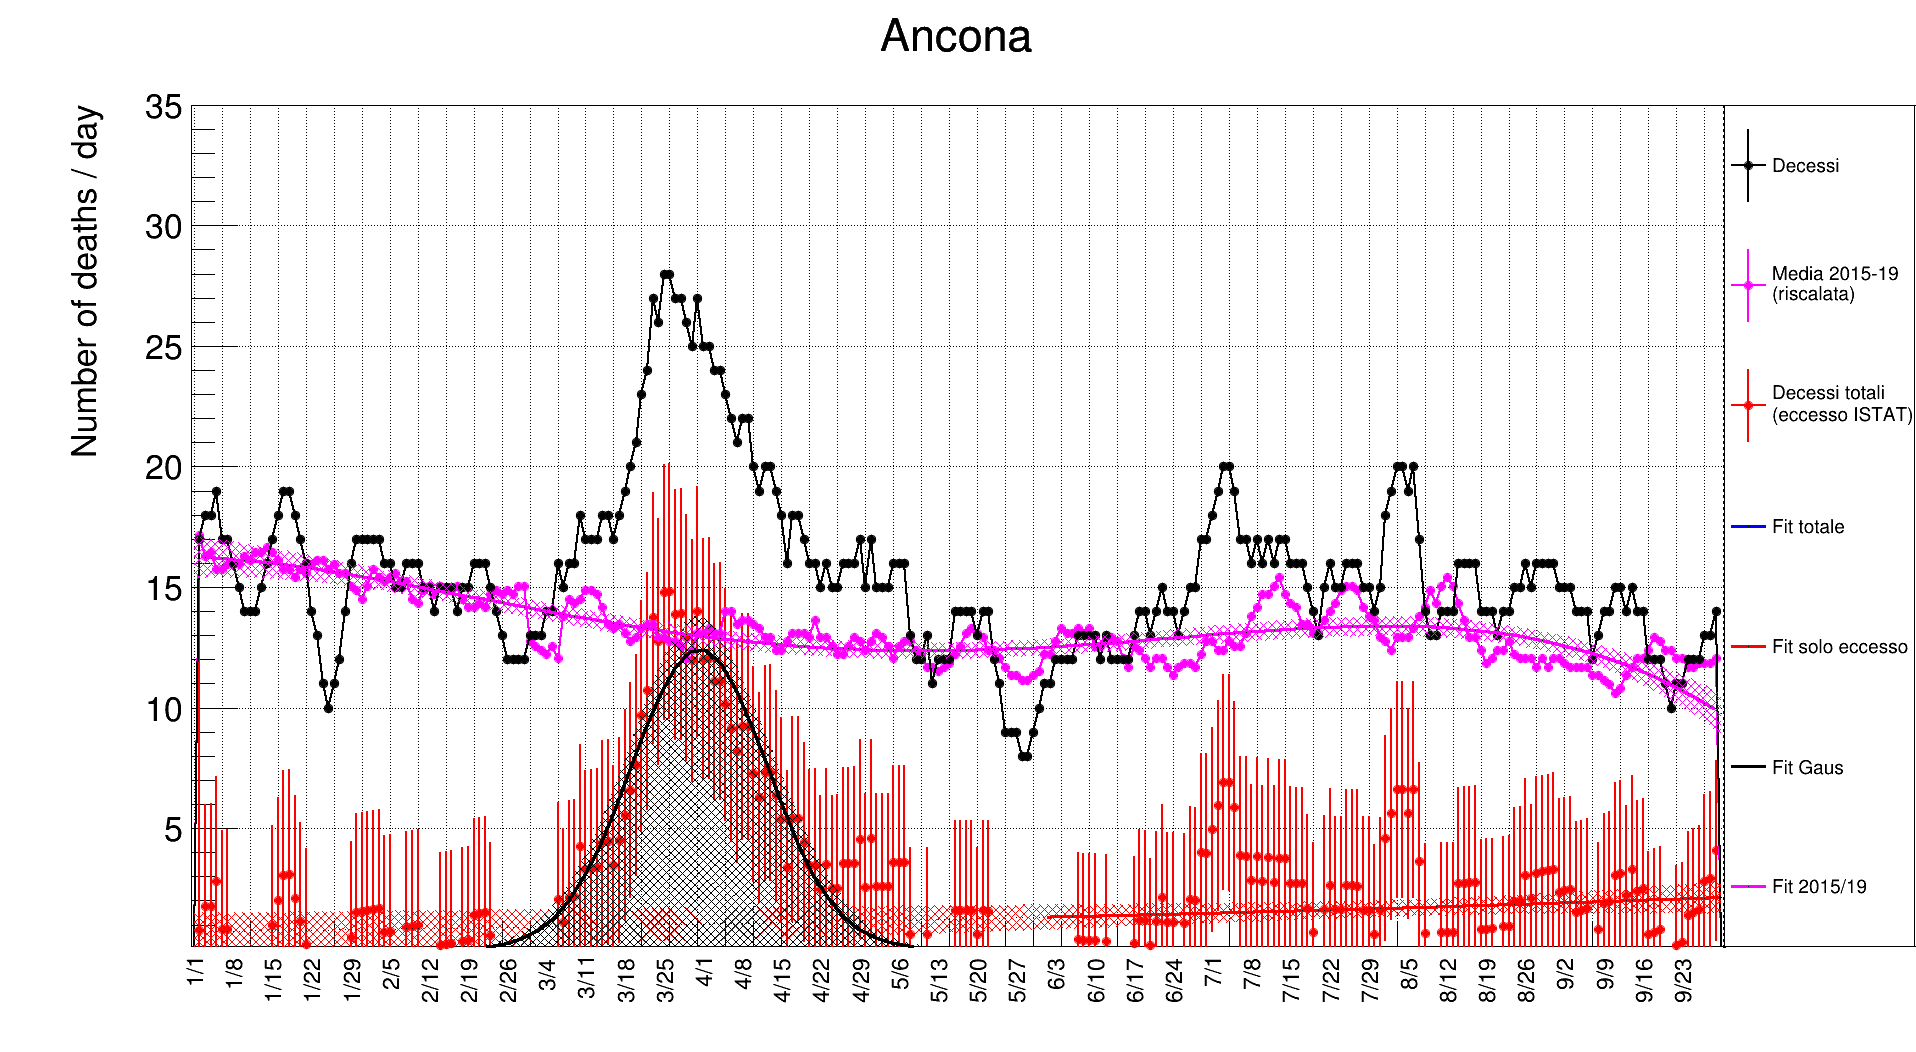 Ancona
Number of deaths / day
35
30
25
20
15
10
5
1/1 1/8 1/15 1/22 1/29 2/5 2/12 2/19 2/26 3/4 3/11 3/18 3/25 4/1 4/8 4/15 4/22 4/29 5/6 5/13 5/20 5/27 6/3 6/10 6/17 6/24 7/1 7/8 7/15 7/22 7/29 8/5 8/12 8/19 8/26 9/2 9/9 9/16 9/23
Decessi
Media 2015-19
(riscalata)
Decessi totali
(eccesso ISTAT)
Fit totale
Fit solo eccesso
Fit Gaus
Fit 2015/19